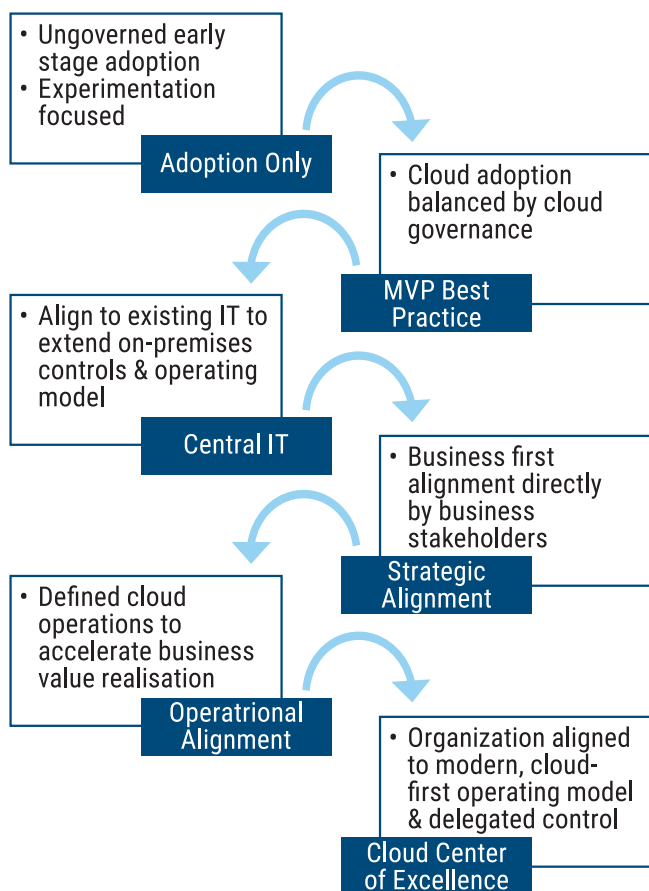 • Ungoverned early
stage adoption
• Experimentation
focused
Adoption Only
• Cloud adoption
balanced by cloud
governance
MVP Best
Practice
• Align to existing IT to
extend on-premises
controls & operating
model
Central IT
• Business first
alignment directly
by business
stakeholders
Strategic
Alignment
• Defined cloud
operations to
accelerate business
value realisation
Operatrional
Alignment
• Organization aligned
to modern, cloud-
first operating model
& delegated control
Cloud Center
of Excellence